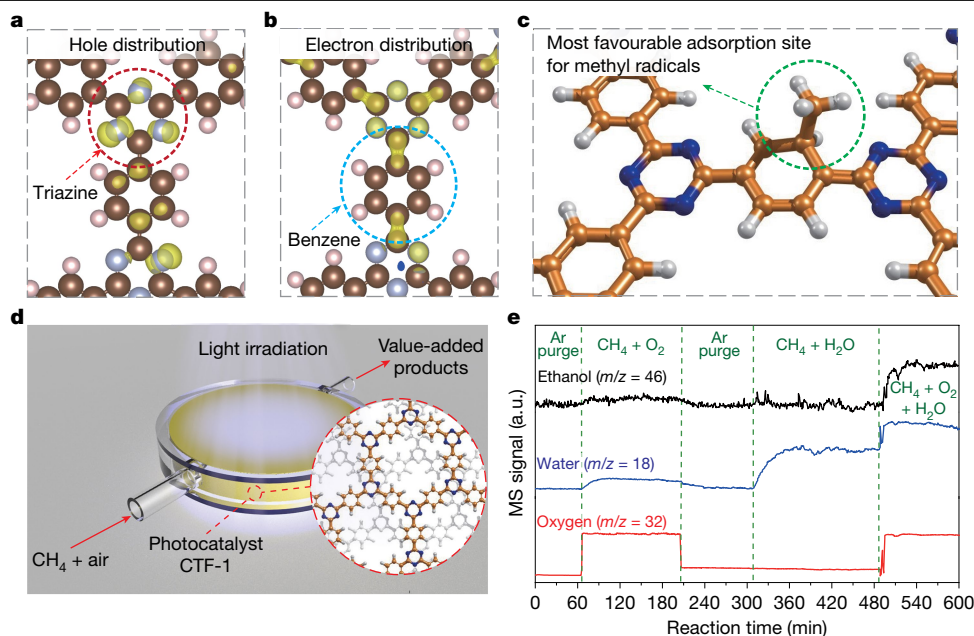 a
Hole distribution
Triazine
b
Electron distribution
Benzene
c
Most favourable adsorption site
for methyl radicals
d
Light irradiation
Value-added
products
CH₄ + air
Photocatalyst
CTF-1
e
Ar
purge
CH₄ + O₂
Ar
purge
CH₄ + H₂O
CH₄ + O₂
+ H₂O
Ethanol (m/z = 46)
Water (m/z = 18)
Oxygen (m/z = 32)
MS signal (a.u.)
0 60 120 180 240 300 360 420 480 540 600
Reaction time (min)